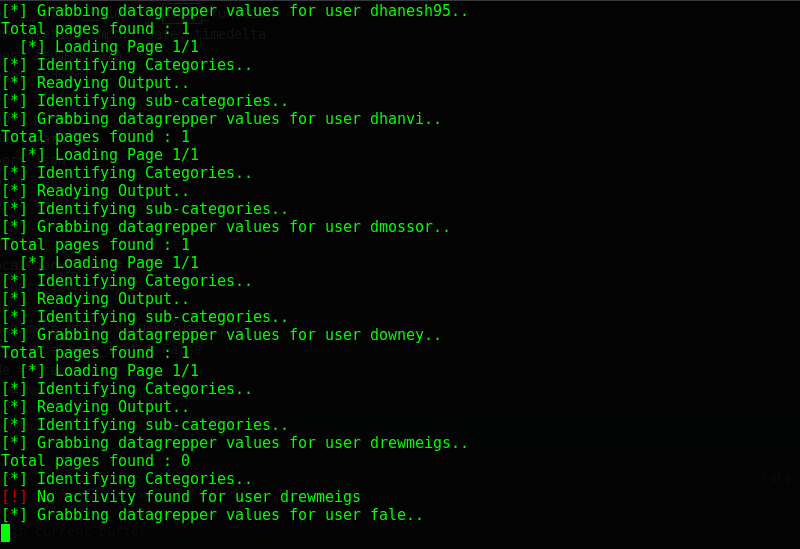 [*] Grabbing datagrepper values for user dhanesh95..
Total pages found : 1
[*] Loading Page 1/1
[*] Identifying Categories..
[*] Readying Output..
[*] Identifying sub-categories..
[*] Grabbing datagrepper values for user dhanvi..
Total pages found : 1
[*] Loading Page 1/1
[*] Identifying Categories..
[*] Readying Output..
[*] Identifying sub-categories..
[*] Grabbing datagrepper values for user dmossor..
Total pages found : 1
[*] Loading Page 1/1
[*] Identifying Categories..
[*] Readying Output..
[*] Identifying sub-categories..
[*] Grabbing datagrepper values for user downey..
Total pages found : 1
[*] Loading Page 1/1
[*] Identifying Categories..
[*] Readying Output..
[*] Identifying sub-categories..
[*] Grabbing datagrepper values for user drewmeigs..
Total pages found : 0
[*] Identifying Categories..
[!] No activity found for user drewmeigs
[*] Grabbing datagrepper values for user fale..
in current buffer